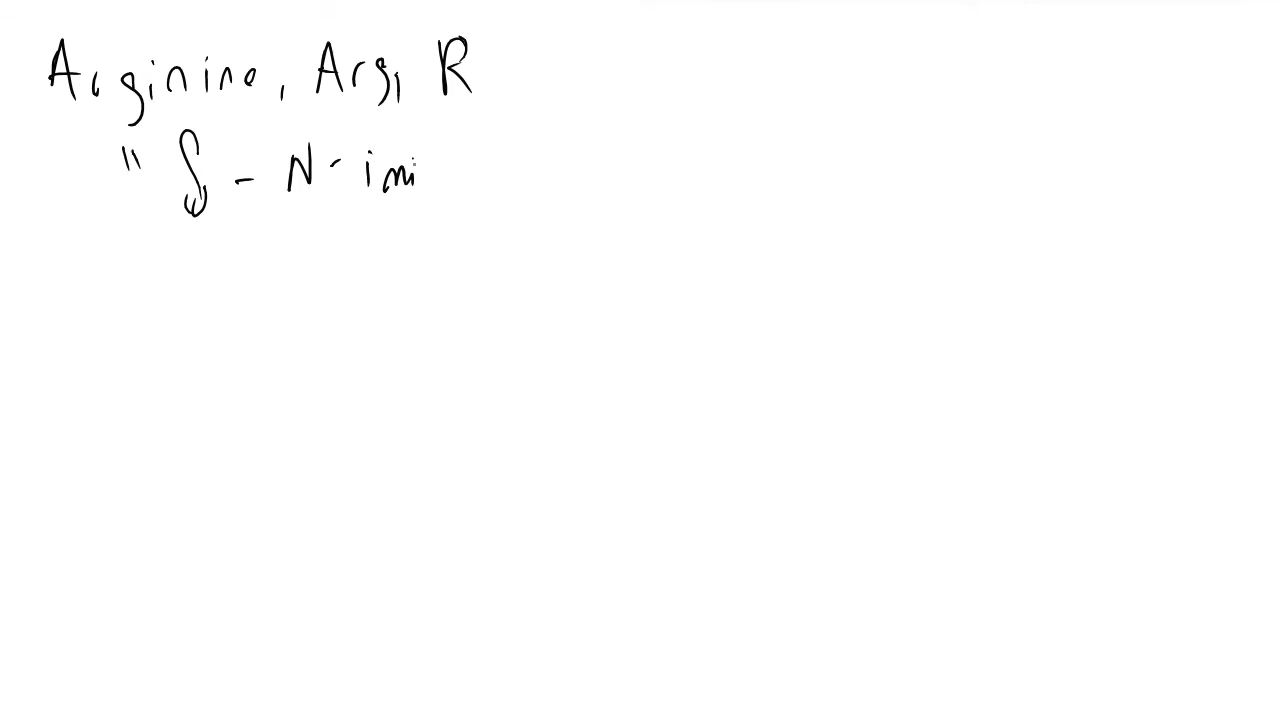 Arginine, Arg, R
" δ - N - imi